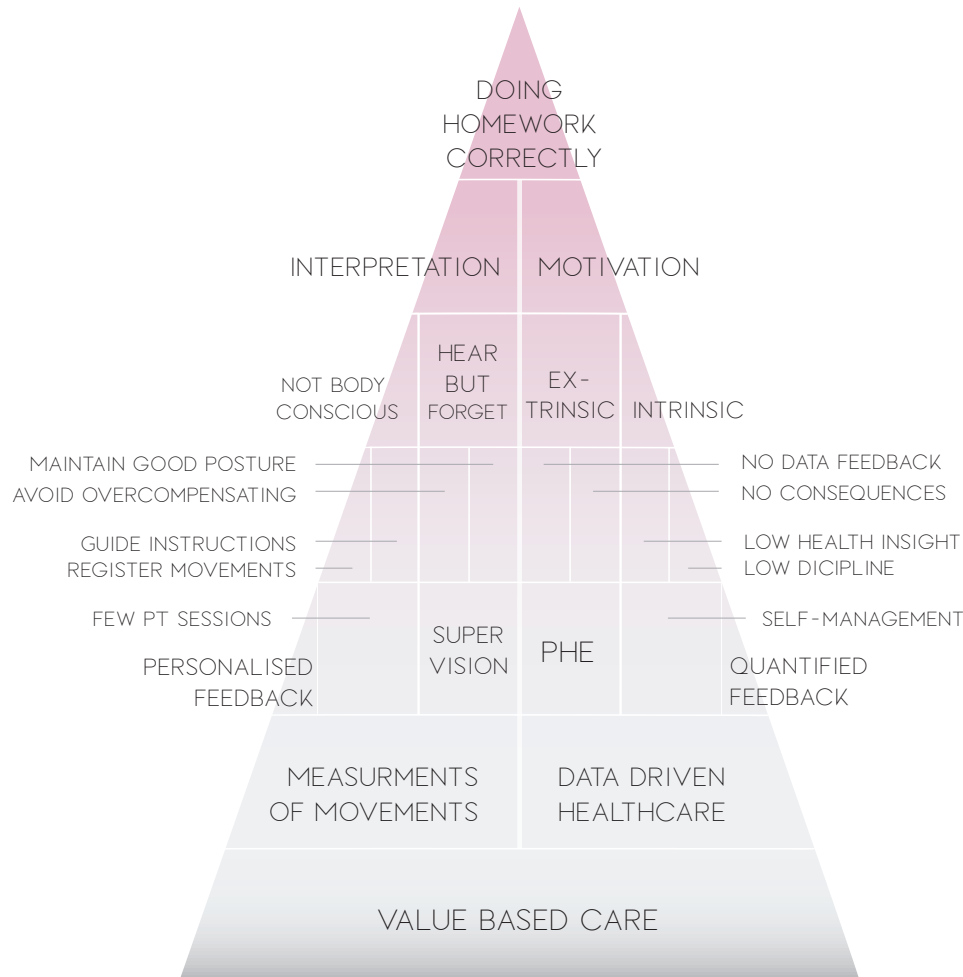 DOING
HOMEWORK
CORRECTLY
INTERPRETATION
MOTIVATION
NOT BODY
CONSCIOUS
HEAR
BUT
FORGET
EX-
TRINSIC
INTRINSIC
MAINTAIN GOOD POSTURE
AVOID OVERCOMPENSATING
GUIDE INSTRUCTIONS
REGISTER MOVEMENTS
NO DATA FEEDBACK
NO CONSEQUENCES
LOW HEALTH INSIGHT
LOW DICIPLINE
FEW PT SESSIONS
PERSONALISED
FEEDBACK
SUPER
VISION
PHE
SELF-MANAGEMENT
QUANTIFIED
FEEDBACK
MEASURMENTS
OF MOVEMENTS
DATA DRIVEN
HEALTHCARE
VALUE BASED CARE